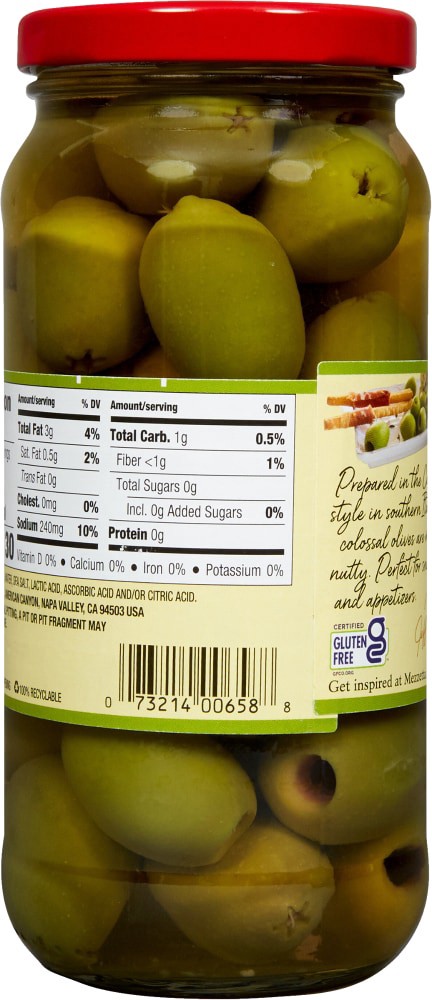 Amount/serving % DV
Total Fat 3g 4%
Sat. Fat 0.5g 2%
Trans Fat 0g
Cholest. 0mg 0%
Sodium 240mg 10%
30
Amount/serving % DV
Total Carb. 1g 0.5%
Fiber <1g 1%
Total Sugars 0g
Incl. 0g Added Sugars 0%
Protein 0g
Vitamin D 0% • Calcium 0% • Iron 0% • Potassium 0%
SEA SALT, LACTIC ACID, ASCORBIC ACID AND/OR CITRIC ACID.
AMERICAN CANYON, NAPA VALLEY, CA 94503 USA
PITTING, A PIT OR PIT FRAGMENT MAY
100% RECYCLABLE
0 73214 00658 8
Prepared in the
style in southern
colossal olives are
nutty. Perfect for
and appetizers.
CERTIFIED
GLUTEN
FREE
GFCO.ORG
Get inspired at Mezzetta